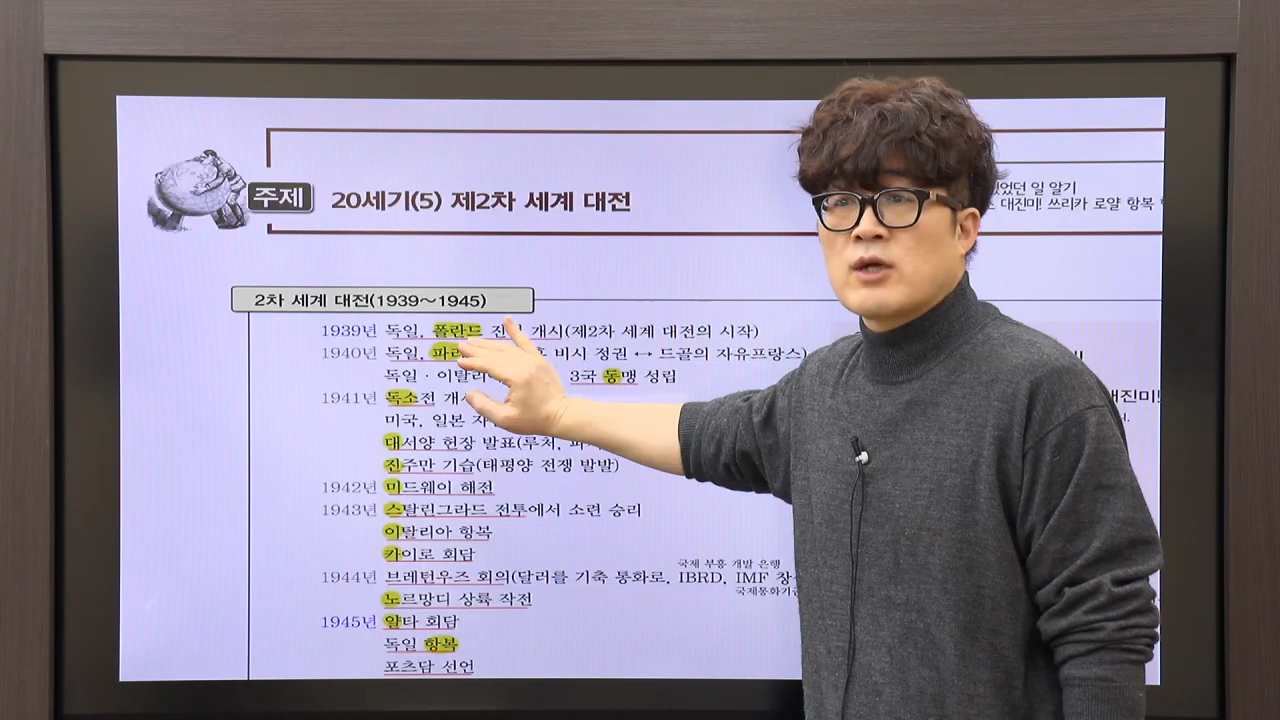 주제
20세기(5) 제2차 세계 대전
있었던 일 알기
대진미! 쓰리카 로얄 항복
2차 세계 대전(1939~1945)
1939년 독일, 폴란드 개시(제2차 세계 대전의 시작)
1940년 독일, 비시 정권 ↔ 드골의 자유프랑스)
독일 · 3국 동맹 성립
1941년 독소전
미국, 일본
대서양 헌장 발표(루처,
진주만 기습(태평양 전쟁 발발)
1942년 미드웨이 해전
1943년 스탈린그라드 전투에서 소련 승리
이탈리아 항복
카이로 회담
국제 부흥 개발 은행
1944년 브레턴우즈 회의(달러를 기축 통화로, IBRD, IMF
국제통화기금
노르망디 상륙 작전
1945년 얄타 회담
독일 항복
포츠담 선언